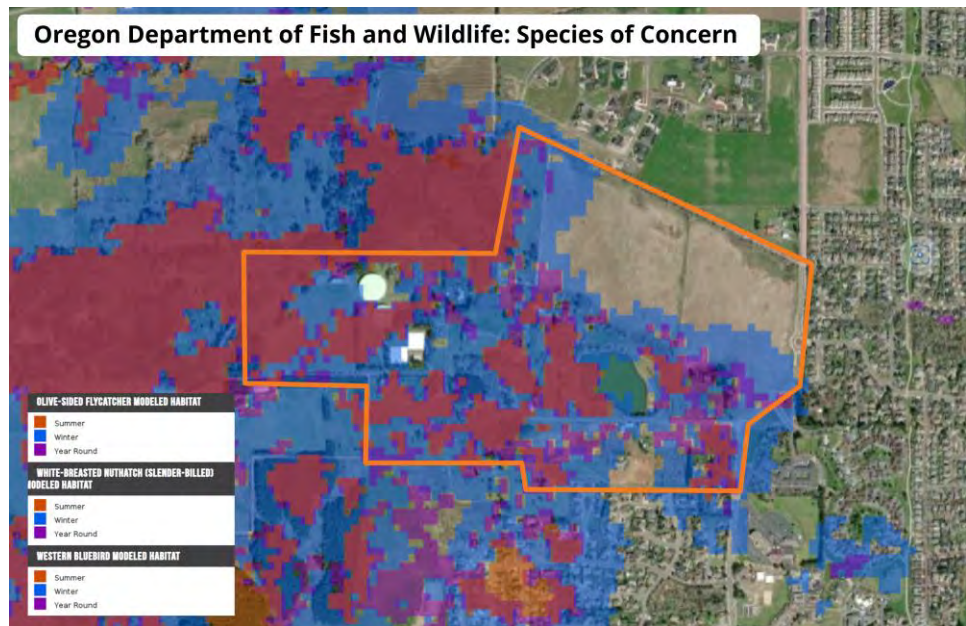 Oregon Department of Fish and Wildlife: Species of Concern
OLIVE-SIDED FLYCATCHER MODELED HABITAT
Summer
Winter
Year Round
WHITE-BREASTED NUTHATCH (SLENDER-BILLED)
MODELED HABITAT
Summer
Winter
Year Round
WESTERN BLUEBIRD MODELED HABITAT
Summer
Winter
Year Round